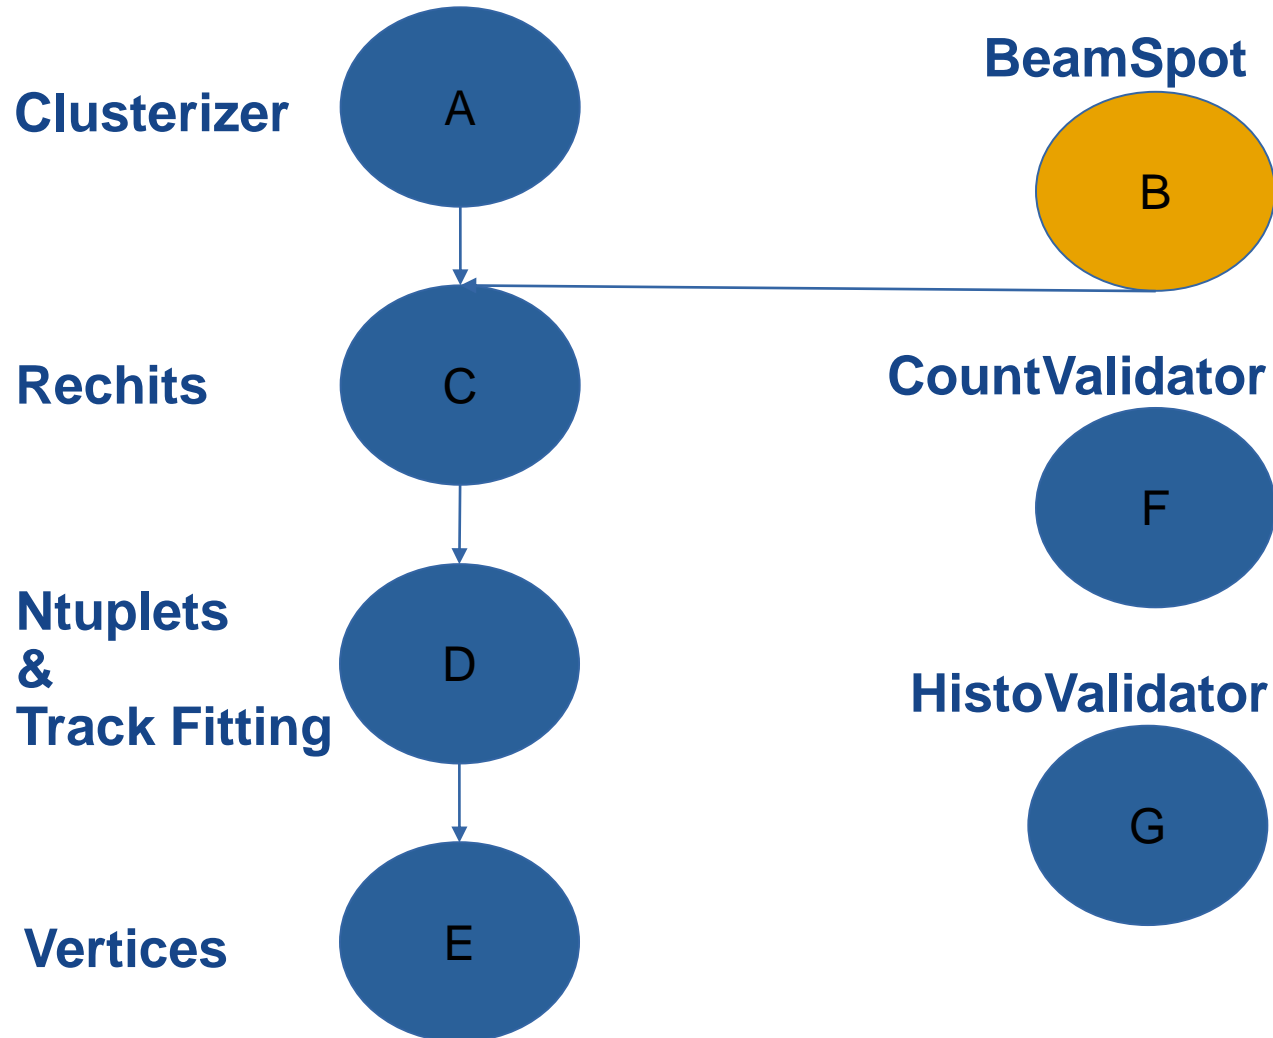 BeamSpot
Clusterizer
A
B
Rechits
C
CountValidator
F
Ntuplets
&
Track Fitting
D
HistoValidator
G
Vertices
E